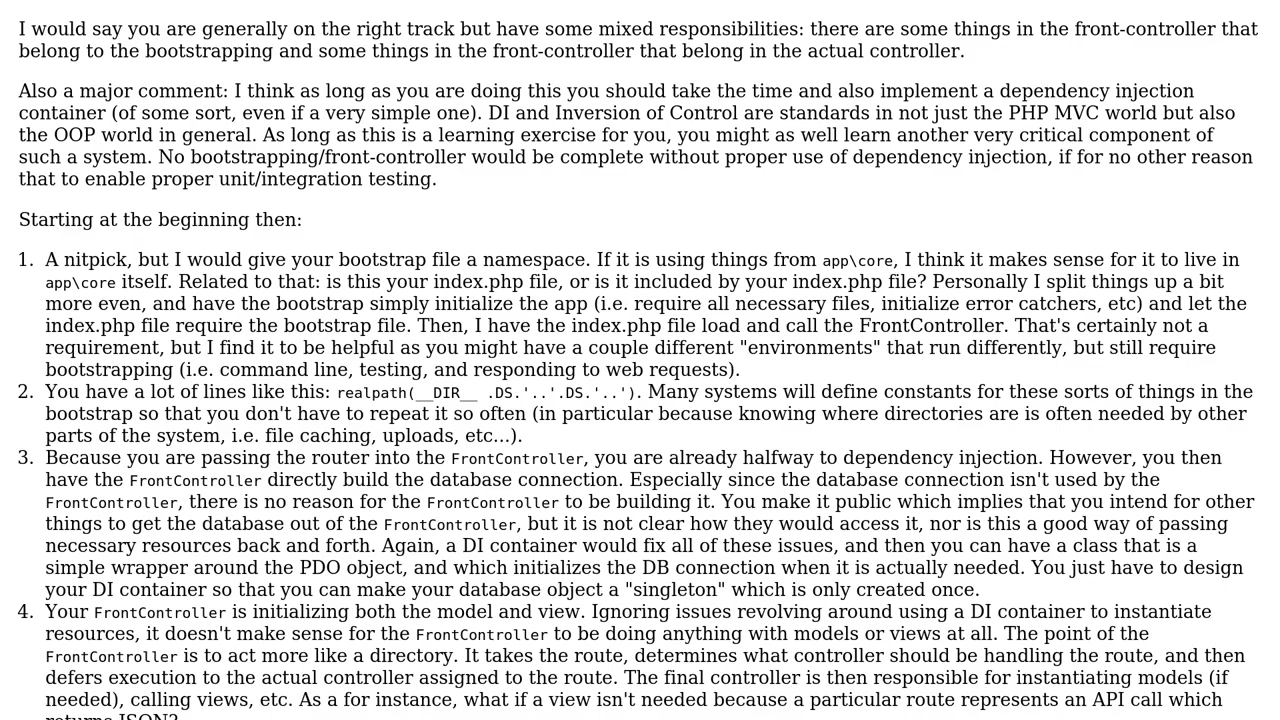 I would say you are generally on the right track but have some mixed responsibilities: there are some things in the front-controller that
belong to the bootstrapping and some things in the front-controller that belong in the actual controller.
Also a major comment: I think as long as you are doing this you should take the time and also implement a dependency injection
container (of some sort, even if a very simple one). DI and Inversion of Control are standards in not just the PHP MVC world but also
the OOP world in general. As long as this is a learning exercise for you, you might as well learn another very critical component of
such a system. No bootstrapping/front-controller would be complete without proper use of dependency injection, if for no other reason
that to enable proper unit/integration testing.
Starting at the beginning then:
1. A nitpick, but I would give your bootstrap file a namespace. If it is using things from app\core, I think it makes sense for it to live in
app\core itself. Related to that: is this your index.php file, or is it included by your index.php file? Personally I split things up a bit
more even, and have the bootstrap simply initialize the app (i.e. require all necessary files, initialize error catchers, etc) and let the
index.php file require the bootstrap file. Then, I have the index.php file load and call the FrontController. That's certainly not a
requirement, but I find it to be helpful as you might have a couple different "environments" that run differently, but still require
bootstrapping (i.e. command line, testing, and responding to web requests).
2. You have a lot of lines like this: realpath(__DIR__ .DS.'..'.DS.'..'). Many systems will define constants for these sorts of things in the
bootstrap so that you don't have to repeat it so often (in particular because knowing where directories are is often needed by other
parts of the system, i.e. file caching, uploads, etc...).
3. Because you are passing the router into the FrontController, you are already halfway to dependency injection. However, you then
have the FrontController directly build the database connection. Especially since the database connection isn't used by the
FrontController, there is no reason for the FrontController to be building it. You make it public which implies that you intend for other
things to get the database out of the FrontController, but it is not clear how they would access it, nor is this a good way of passing
necessary resources back and forth. Again, a DI container would fix all of these issues, and then you can have a class that is a
simple wrapper around the PDO object, and which initializes the DB connection when it is actually needed. You just have to design
your DI container so that you can make your database object a "singleton" which is only created once.
4. Your FrontController is initializing both the model and view. Ignoring issues revolving around using a DI container to instantiate
resources, it doesn't make sense for the FrontController to be doing anything with models or views at all. The point of the
FrontController is to act more like a directory. It takes the route, determines what controller should be handling the route, and then
defers execution to the actual controller assigned to the route. The final controller is then responsible for instantiating models (if
needed), calling views, etc. As a for instance, what if a view isn't needed because a particular route represents an API call which
returns JSON?